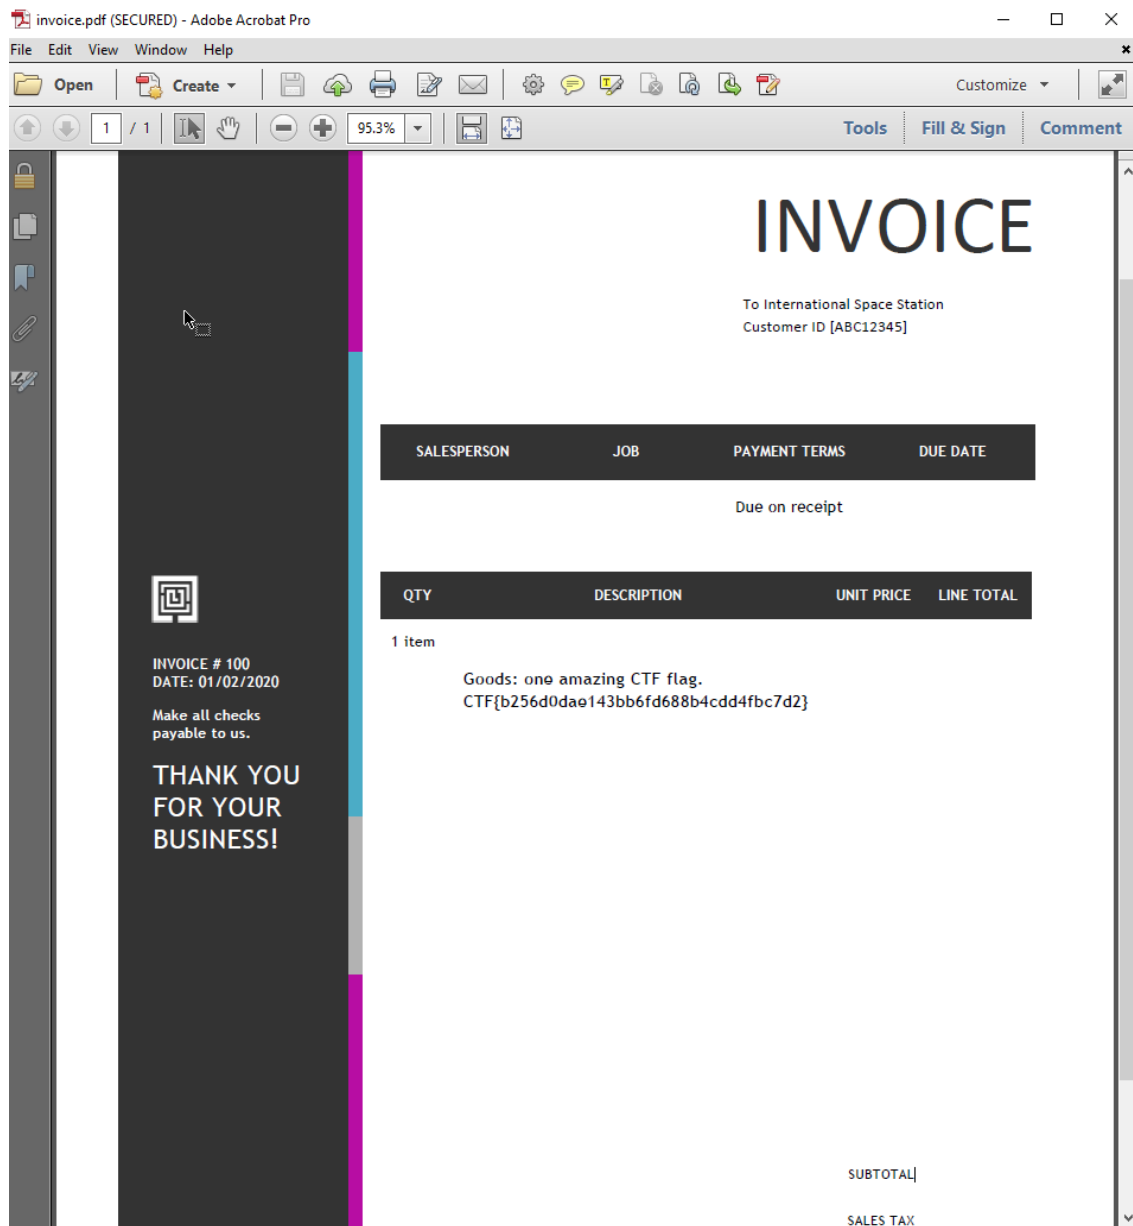 invoice.pdf (SECURED) - Adobe Acrobat Pro
File Edit View Window Help
Open Create Customize
1 / 1 95.3% Tools Fill & Sign Comment
INVOICE
To International Space Station
Customer ID [ABC12345]
SALESPERSON JOB PAYMENT TERMS DUE DATE
Due on receipt
QTY DESCRIPTION UNIT PRICE LINE TOTAL
1 item
Goods: one amazing CTF flag.
CTF{b256d0dae143bb6fd688b4cdd4fbc7d2}
INVOICE # 100
DATE: 01/02/2020
Make all checks
payable to us.
THANK YOU
FOR YOUR
BUSINESS!
SUBTOTAL
SALES TAX